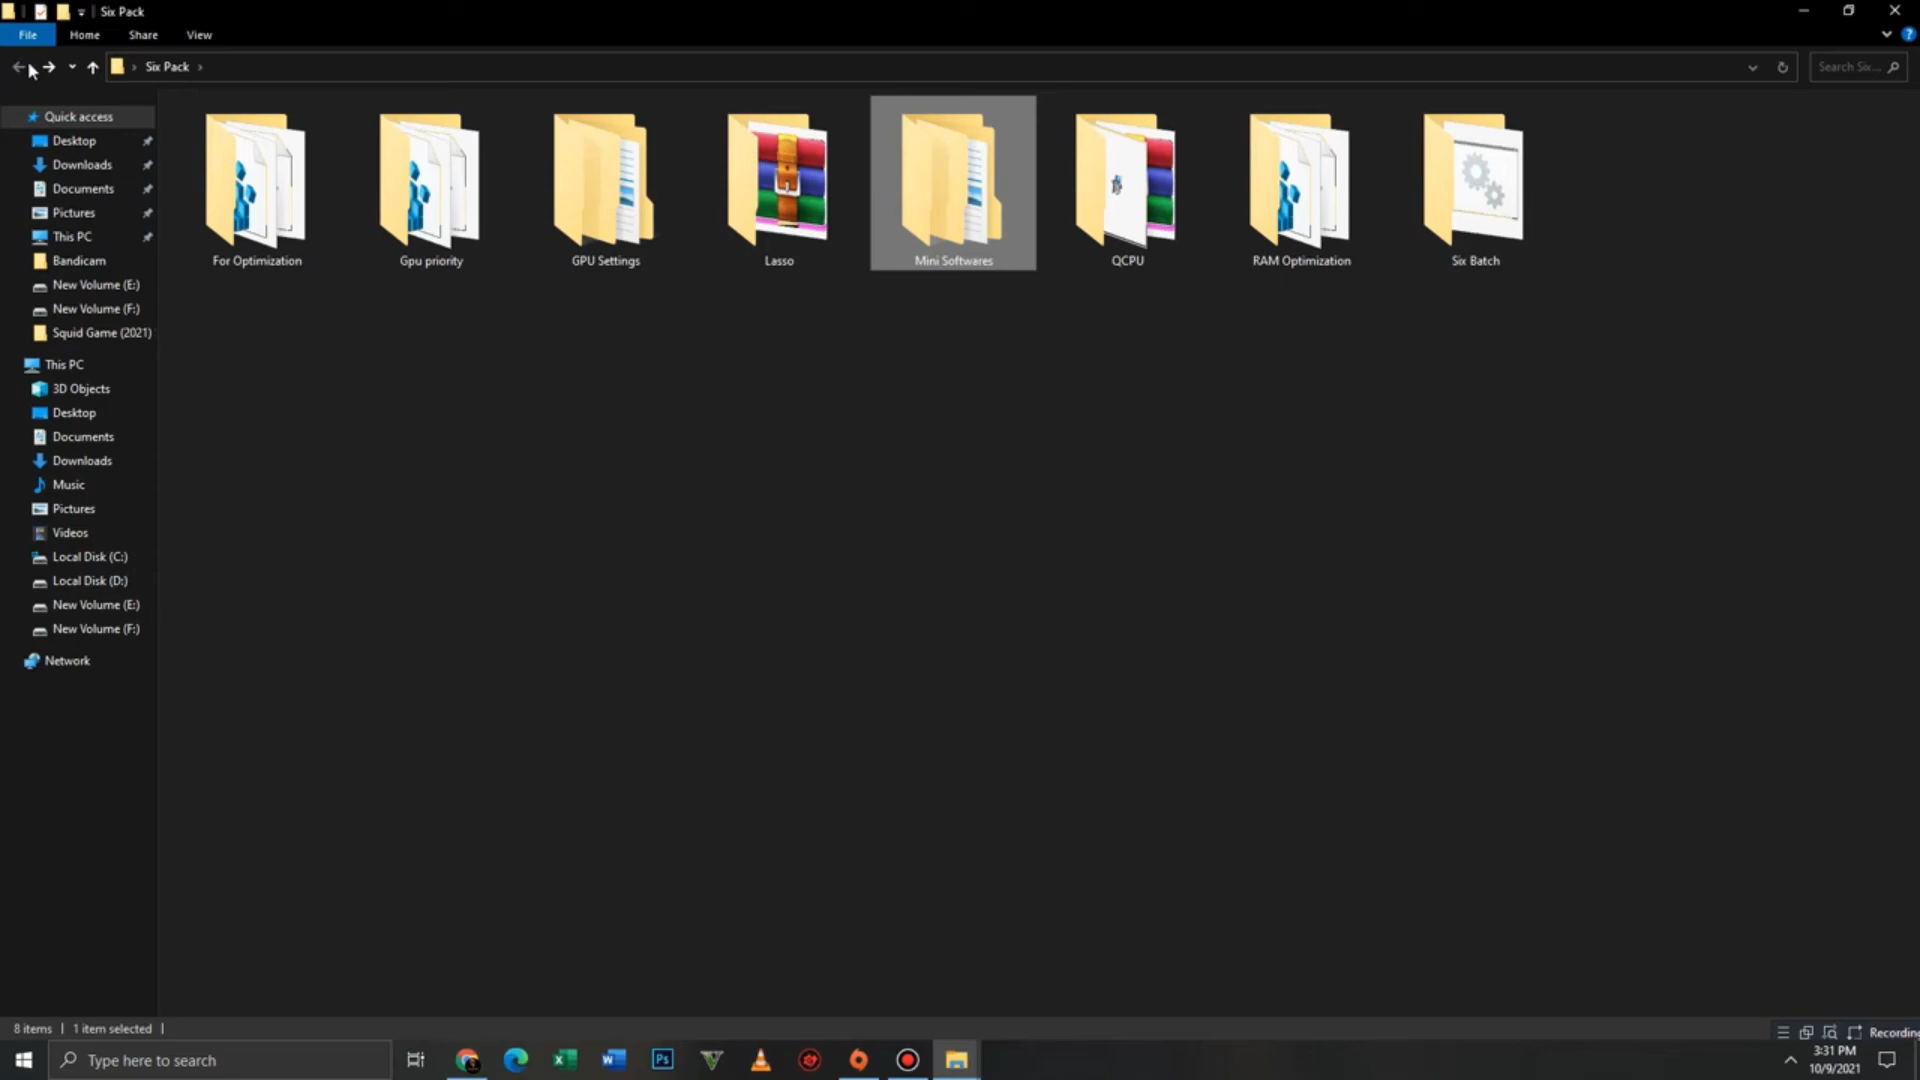 Six Pack
File
Home
Share
View
Six Pack
Search Six...
Quick access
Desktop
Downloads
Documents
Pictures
This PC
Bandicam
New Volume (E:)
New Volume (F:)
Squid Game (2021)
This PC
3D Objects
Desktop
Documents
Downloads
Music
Pictures
Videos
Local Disk (C:)
Local Disk (D:)
New Volume (E:)
New Volume (F:)
Network
For Optimization
Gpu priority
GPU Settings
Lasso
Mini Softwares
QCPU
RAM Optimization
Six Batch
8 items
1 item selected
Recording
Type here to search
X
W
Ps
V
3:31 PM
10/9/2021